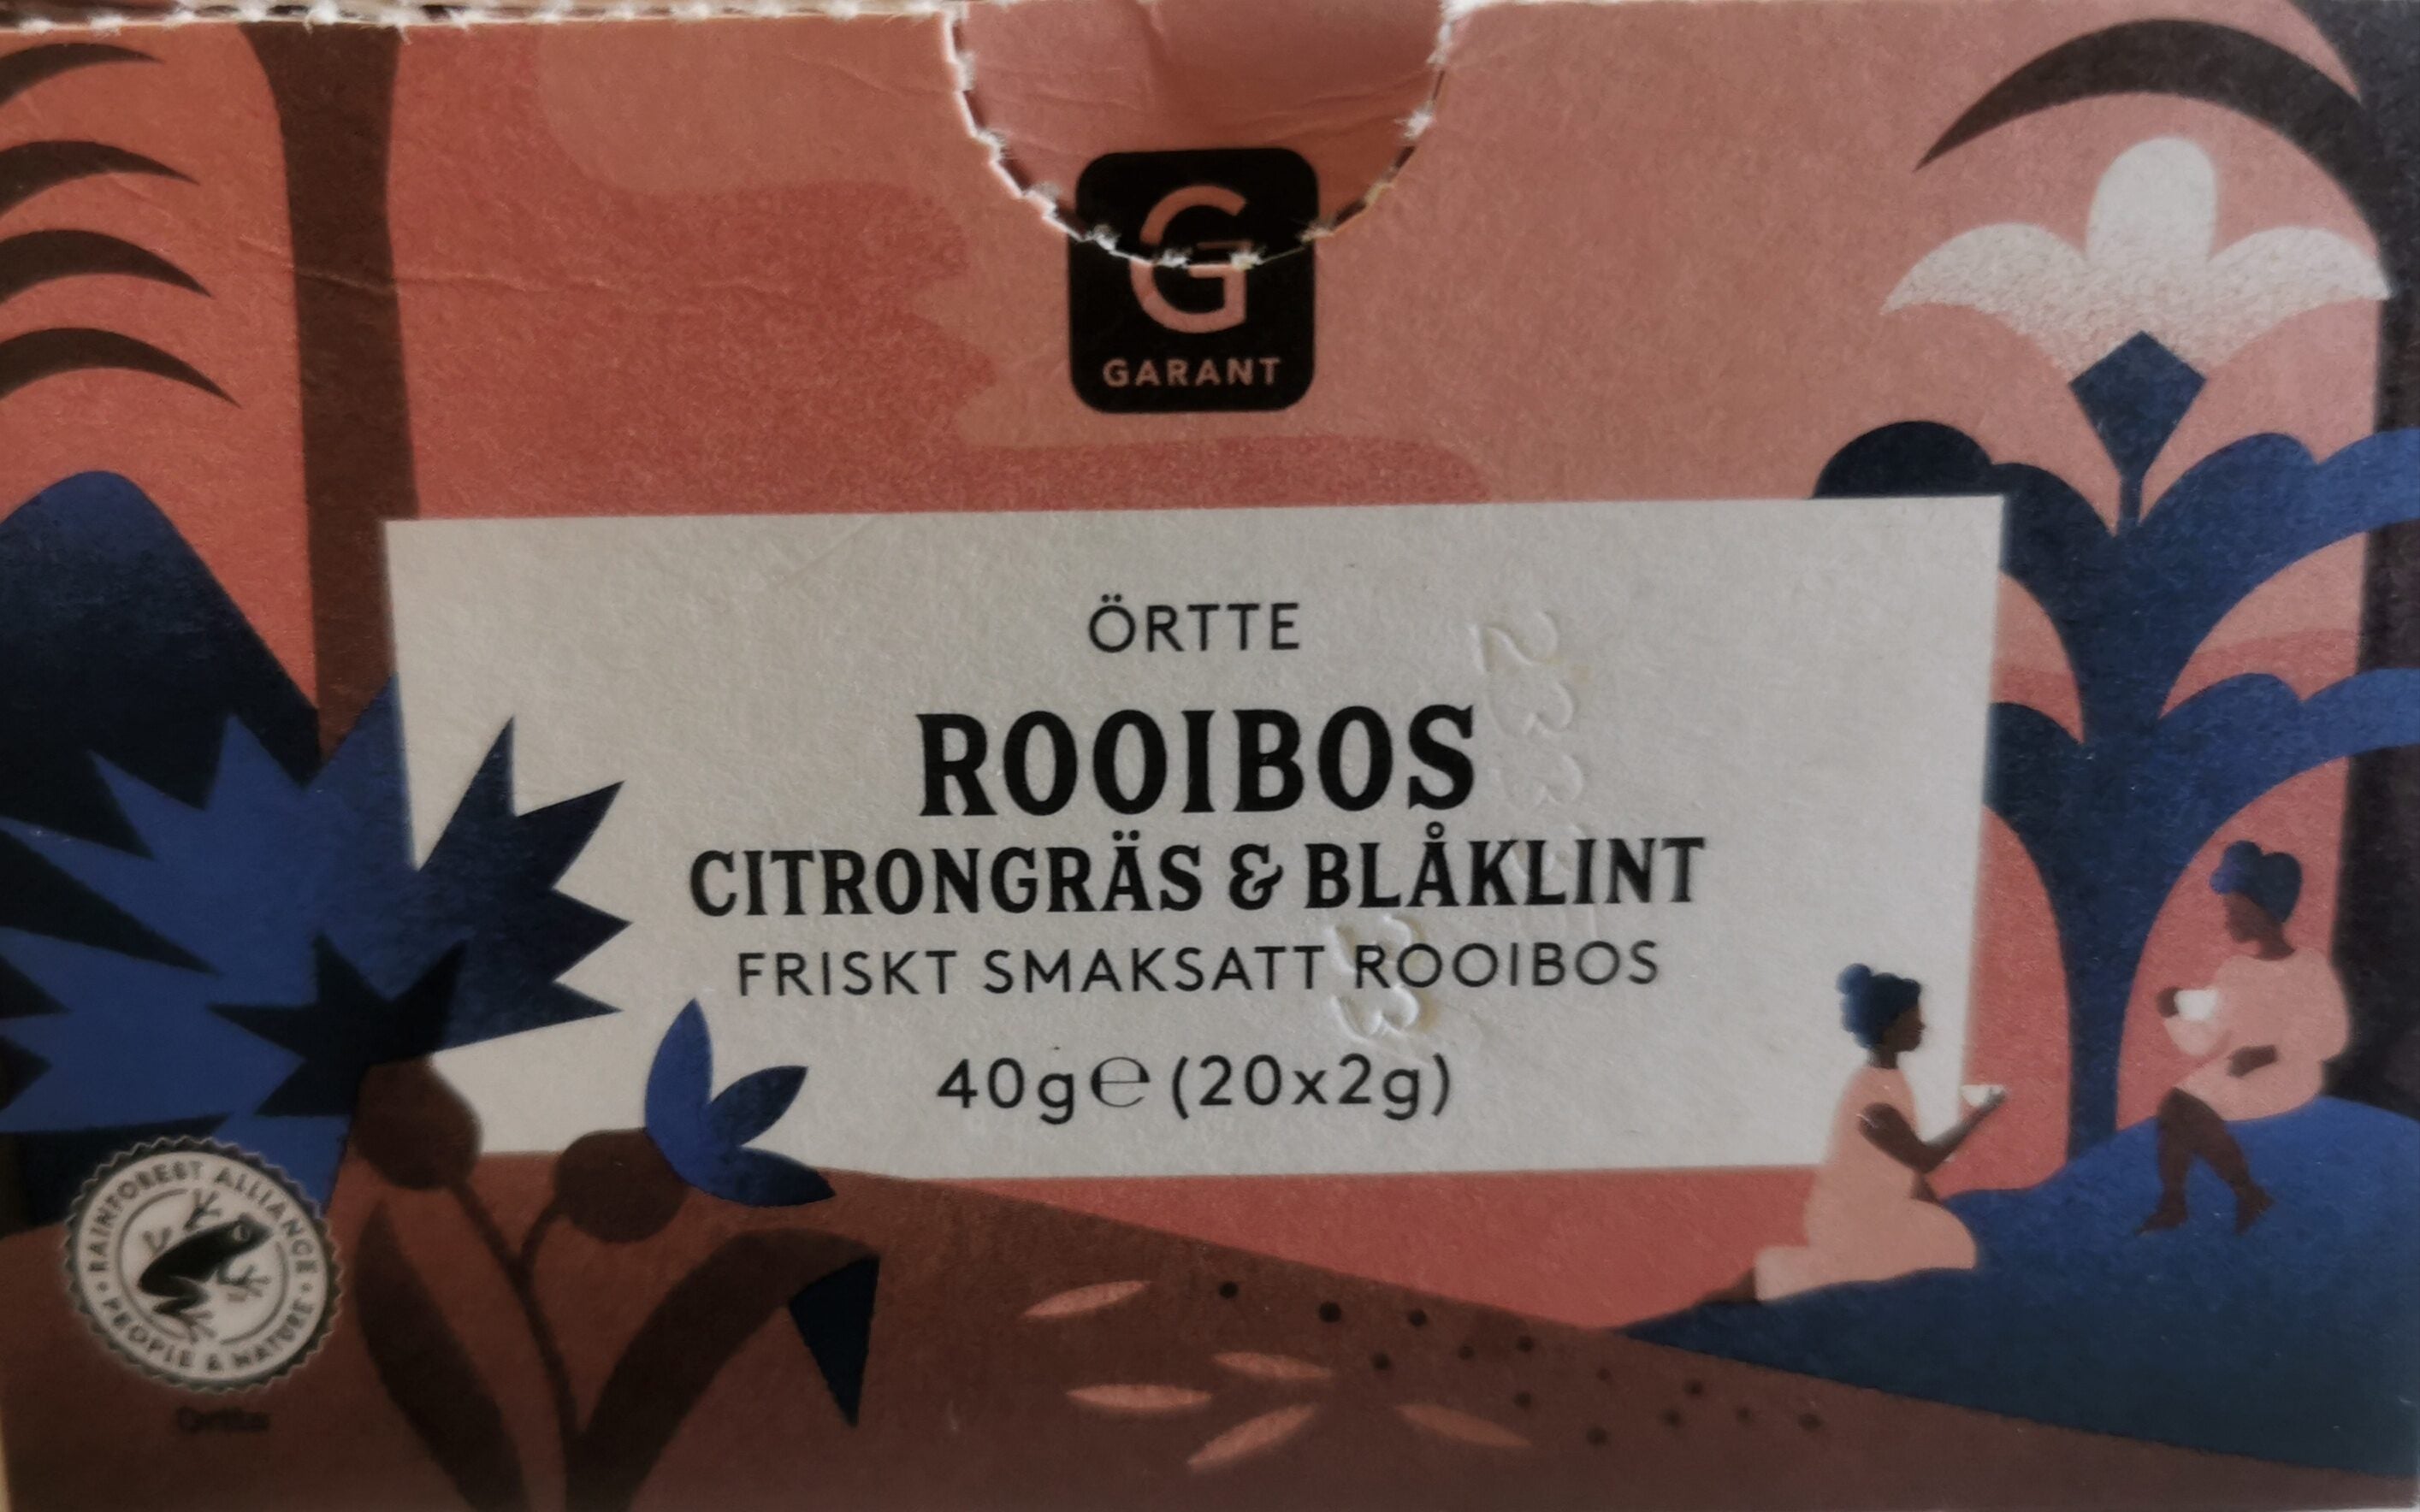 G
GARANT
ÖRTTE
ROOIBOS
CITRONGRÄS & BLÅKLINT
FRISKT SMAKSATT ROOIBOS
40g℮ (20x2g)
RAINFOREST ALLIANCE
PEOPLE & NATURE